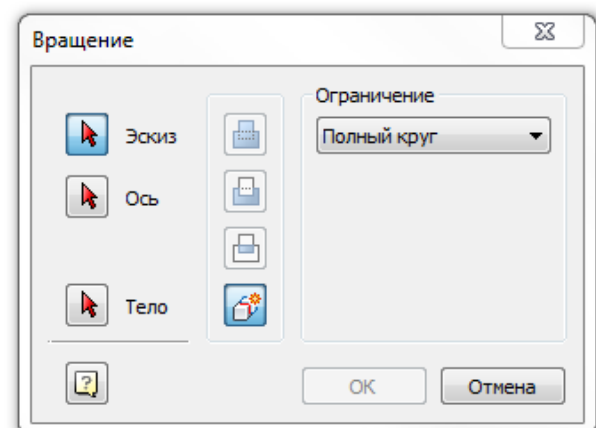 Вращение
Эскиз
Ось
Тело
Ограничение
Полный круг
?
OK
Отмена